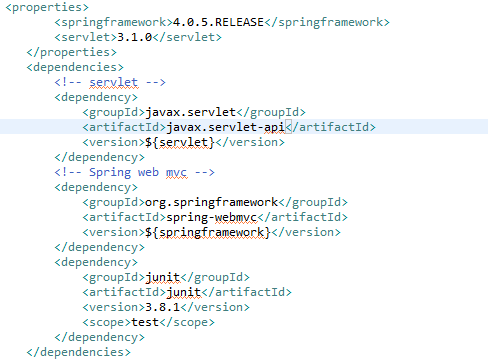 <properties>
<springframework>4.0.5.RELEASE</springframework>
<servlet>3.1.0</servlet>
</properties>
<dependencies>
<!-- servlet -->
<dependency>
<groupId>javax.servlet</groupId>
<artifactId>javax.servlet-api</artifactId>
<version>${servlet}</version>
</dependency>
<!-- Spring web mvc -->
<dependency>
<groupId>org.springframework</groupId>
<artifactId>spring-webmvc</artifactId>
<version>${springframework}</version>
</dependency>
<dependency>
<groupId>junit</groupId>
<artifactId>junit</artifactId>
<version>3.8.1</version>
<scope>test</scope>
</dependency>
</dependencies>